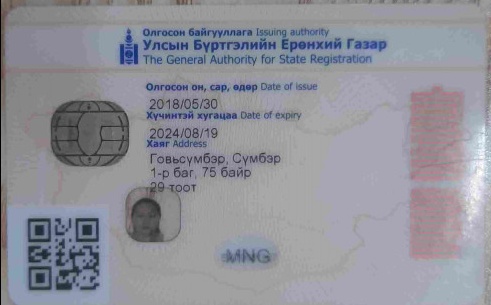 Олгосон байгууллага Issuing authority
Улсын Бүртгэлийн Ерөнхий Газар
The General Authority for State Registration
Олгосон он, сар, өдөр Date of issue
2018/05/30
Хүчинтэй хугацаа Date of expiry
2024/08/19
Хаяг Address
Говьсүмбэр, Сүмбэр
1-р баг, 75 байр
29 тоот
MNG